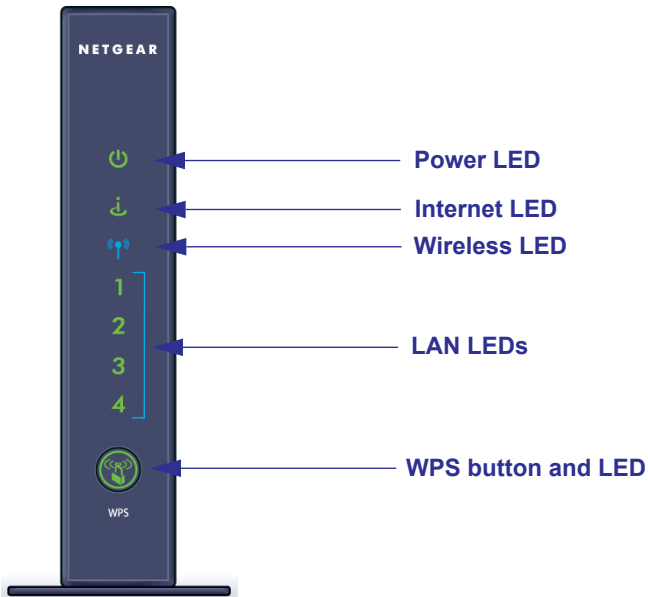 NETGEAR
Power LED
Internet LED
Wireless LED
1
2
3
4
LAN LEDs
WPS button and LED
WPS